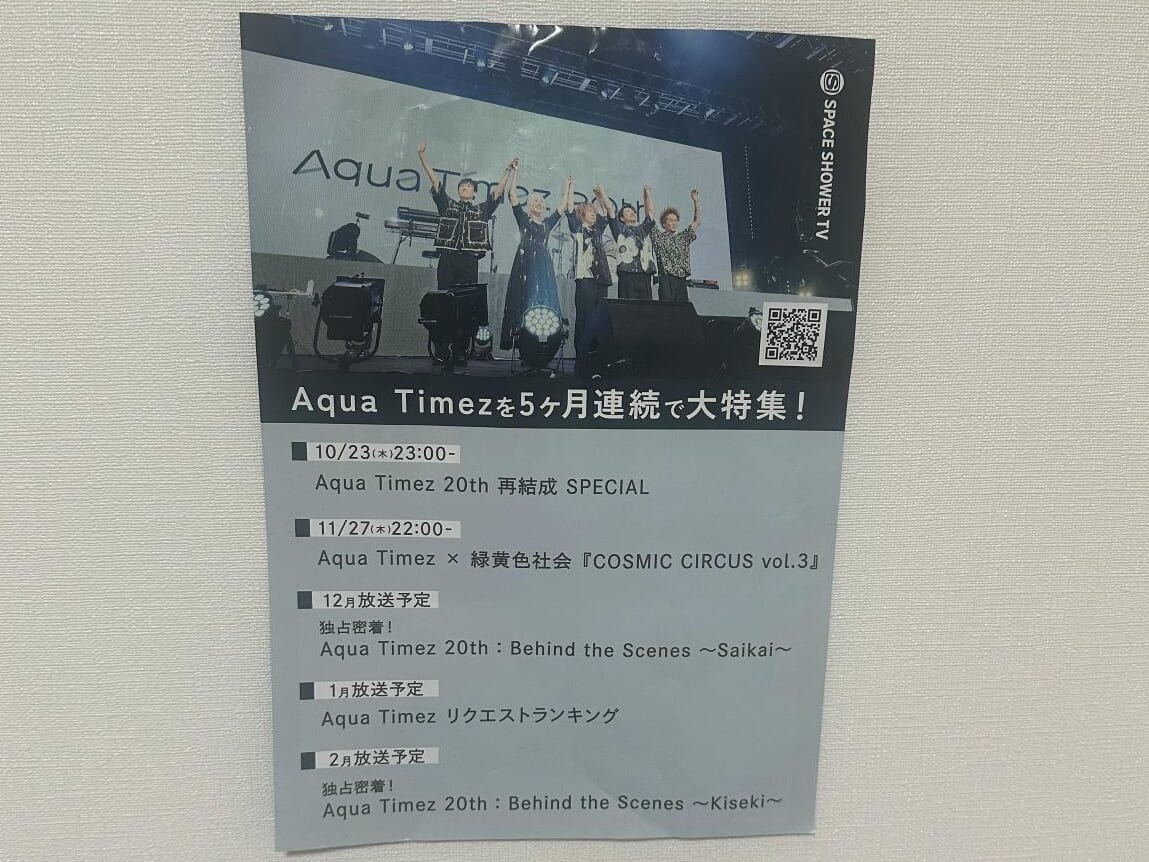 SPACE SHOWER TV
Aqua Timez 20th
Aqua Timezを5ヶ月連続で大特集！
10/23(木)23:00-
Aqua Timez 20th 再結成 SPECIAL
11/27(木)22:00-
Aqua Timez × 緑黄色社会『COSMIC CIRCUS vol.3』
12月放送予定
独占密着！
Aqua Timez 20th：Behind the Scenes ～Saikai～
1月放送予定
Aqua Timez リクエストランキング
2月放送予定
独占密着！
Aqua Timez 20th：Behind the Scenes ～Kiseki～